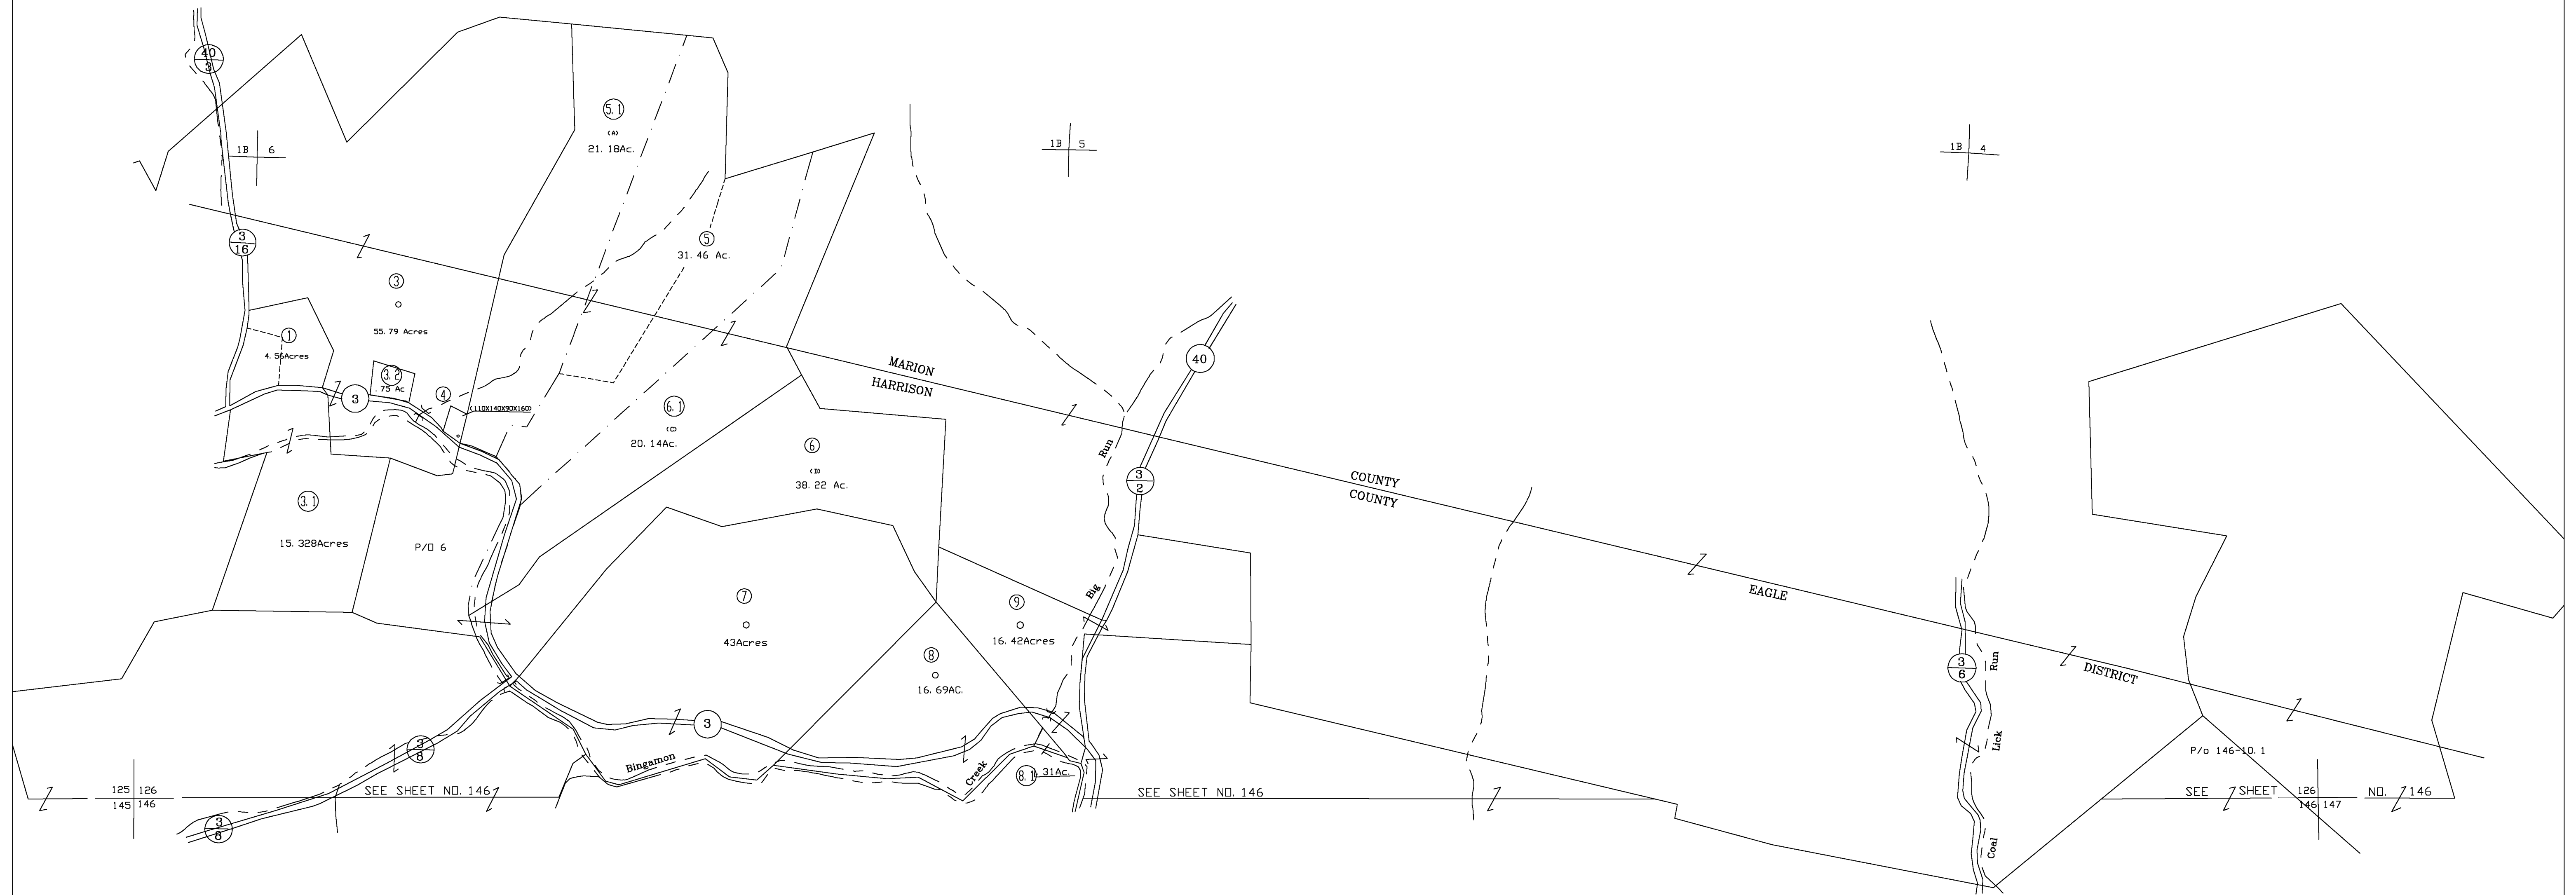 40
3
5.1
(A)
21.18Ac.
1B 6
1B 5
1B 4
3
16
5
31.46 Ac.
3
55.79 Acres
1
4.56Acres
3.2
.75 Ac
3
4
(110X140X90X160)
MARION
HARRISON
40
6.1
20.14Ac.
6
38.22 Ac.
Run
3
2
COUNTY
COUNTY
3.1
15.328Acres
P/O 6
7
43Acres
Big
9
16.42Acres
8
16.69AC.
EAGLE
3
6
Run
DISTRICT
3
3
8
Bingamon
Creek
8.1
.31Ac.
Lick
P/o 146-10.1
125 126
145 146
SEE SHEET NO. 146
SEE SHEET NO. 146
SEE SHEET NO. 146
126
146 147
3
8
Coal